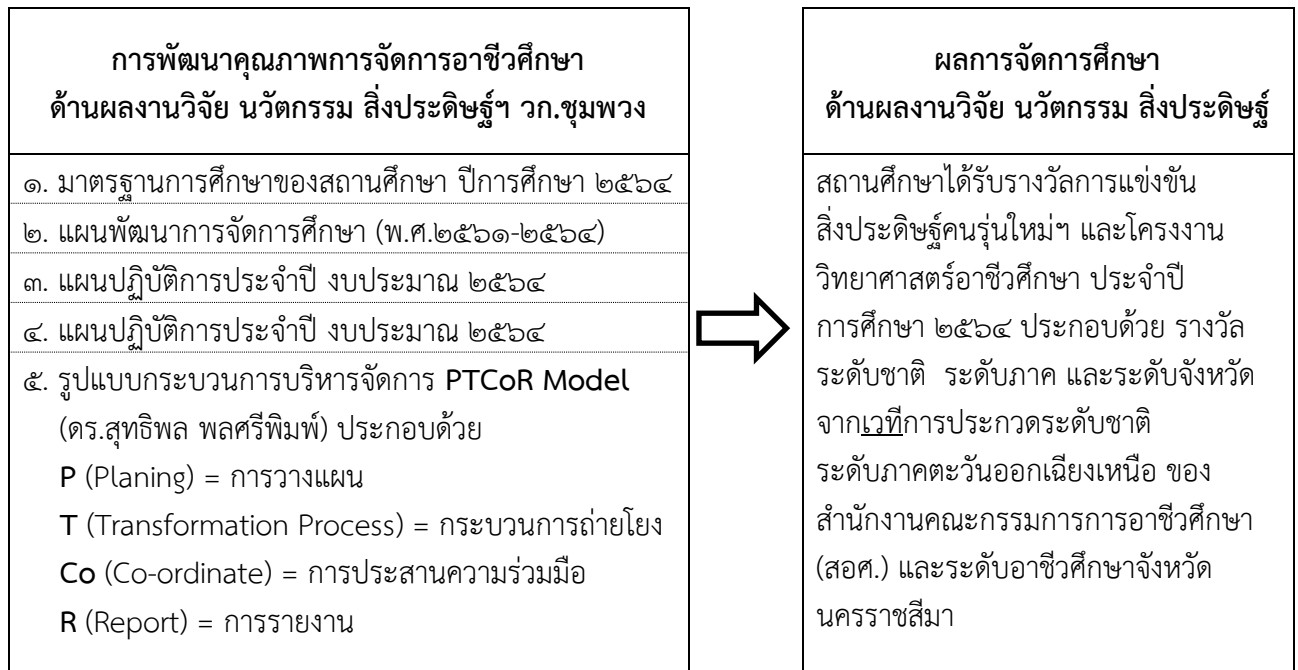 การพัฒนาคุณภาพการจัดการอาชีวศึกษา
ด้านผลงานวิจัย นวัตกรรม สิ่งประดิษฐ์ฯ วก.ชุมพวง
๑. มาตรฐานการศึกษาของสถานศึกษา ปีการศึกษา ๒๕๖๔
๒. แผนพัฒนาการจัดการศึกษา (พ.ศ.๒๕๖๑-๒๕๖๔)
๓. แผนปฏิบัติการประจำปี งบประมาณ ๒๕๖๔
๔. แผนปฏิบัติการประจำปี งบประมาณ ๒๕๖๔
๕. รูปแบบกระบวนการบริหารจัดการ PTCoR Model
(ดร.สุทธิพล พลศรีพิมพ์) ประกอบด้วย
P (Planing) = การวางแผน
T (Transformation Process) = กระบวนการถ่ายโยง
Co (Co-ordinate) = การประสานความร่วมมือ
R (Report) = การรายงาน
ผลการจัดการศึกษา
ด้านผลงานวิจัย นวัตกรรม สิ่งประดิษฐ์
สถานศึกษาได้รับรางวัลการแข่งขัน
สิ่งประดิษฐ์คนรุ่นใหม่ฯ และโครงงาน
วิทยาศาสตร์อาชีวศึกษา ประจำปี
การศึกษา ๒๕๖๔ ประกอบด้วย รางวัล
ระดับชาติ ระดับภาค และระดับจังหวัด
จากเวทีการประกวดระดับชาติ
ระดับภาคตะวันออกเฉียงเหนือ ของ
สำนักงานคณะกรรมการการอาชีวศึกษา
(สอศ.) และระดับอาชีวศึกษาจังหวัด
นครราชสีมา